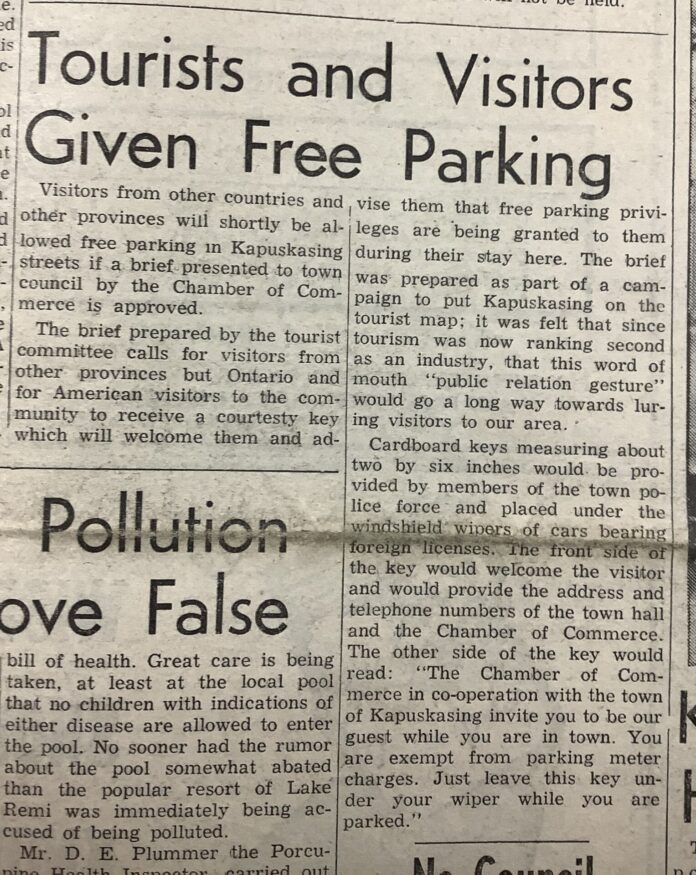 Tourists and Visitors
Given Free Parking
Visitors from other countries and
other provinces will shortly be al-
lowed free parking in Kapuskasing
streets if a brief presented to town
council by the Chamber of Com-
merce is approved.
The brief prepared by the tourist
committee calls for visitors from
other provinces but Ontario and
for American visitors to the com-
munity to receive a courtesty key
which will welcome them and ad-
vise them that free parking privi-
leges are being granted to them
during their stay here. The brief
was prepared as part of a cam-
paign to put Kapuskasing on the
tourist map; it was felt that since
tourism was now ranking second
as an industry, that this word of
mouth "public relation gesture"
would go a long way towards lur-
ing visitors to our area.
Cardboard keys measuring about
two by six inches would be pro-
vided by members of the town po-
lice force and placed under the
windshield wipers of cars bearing
foreign licenses. The front side of
the key would welcome the visitor
and would provide the address and
telephone numbers of the town hall
and the Chamber of Commerce.
The other side of the key would
read: "The Chamber of Com-
merce in co-operation with the town
of Kapuskasing invite you to be our
guest while you are in town. You
are exempt from parking meter
charges. Just leave this key un-
der your wiper while you are
parked."
Pollution
ove False
bill of health. Great care is being
taken, at least at the local pool
that no children with indications of
either disease are allowed to enter
the pool. No sooner had the rumor
about the pool somewhat abated
than the popular resort of Lake
Remi was immediately being ac-
cused of being polluted.
Mr. D. E. Plummer the Porcu-
pine Health Inspector, carried out
No Council